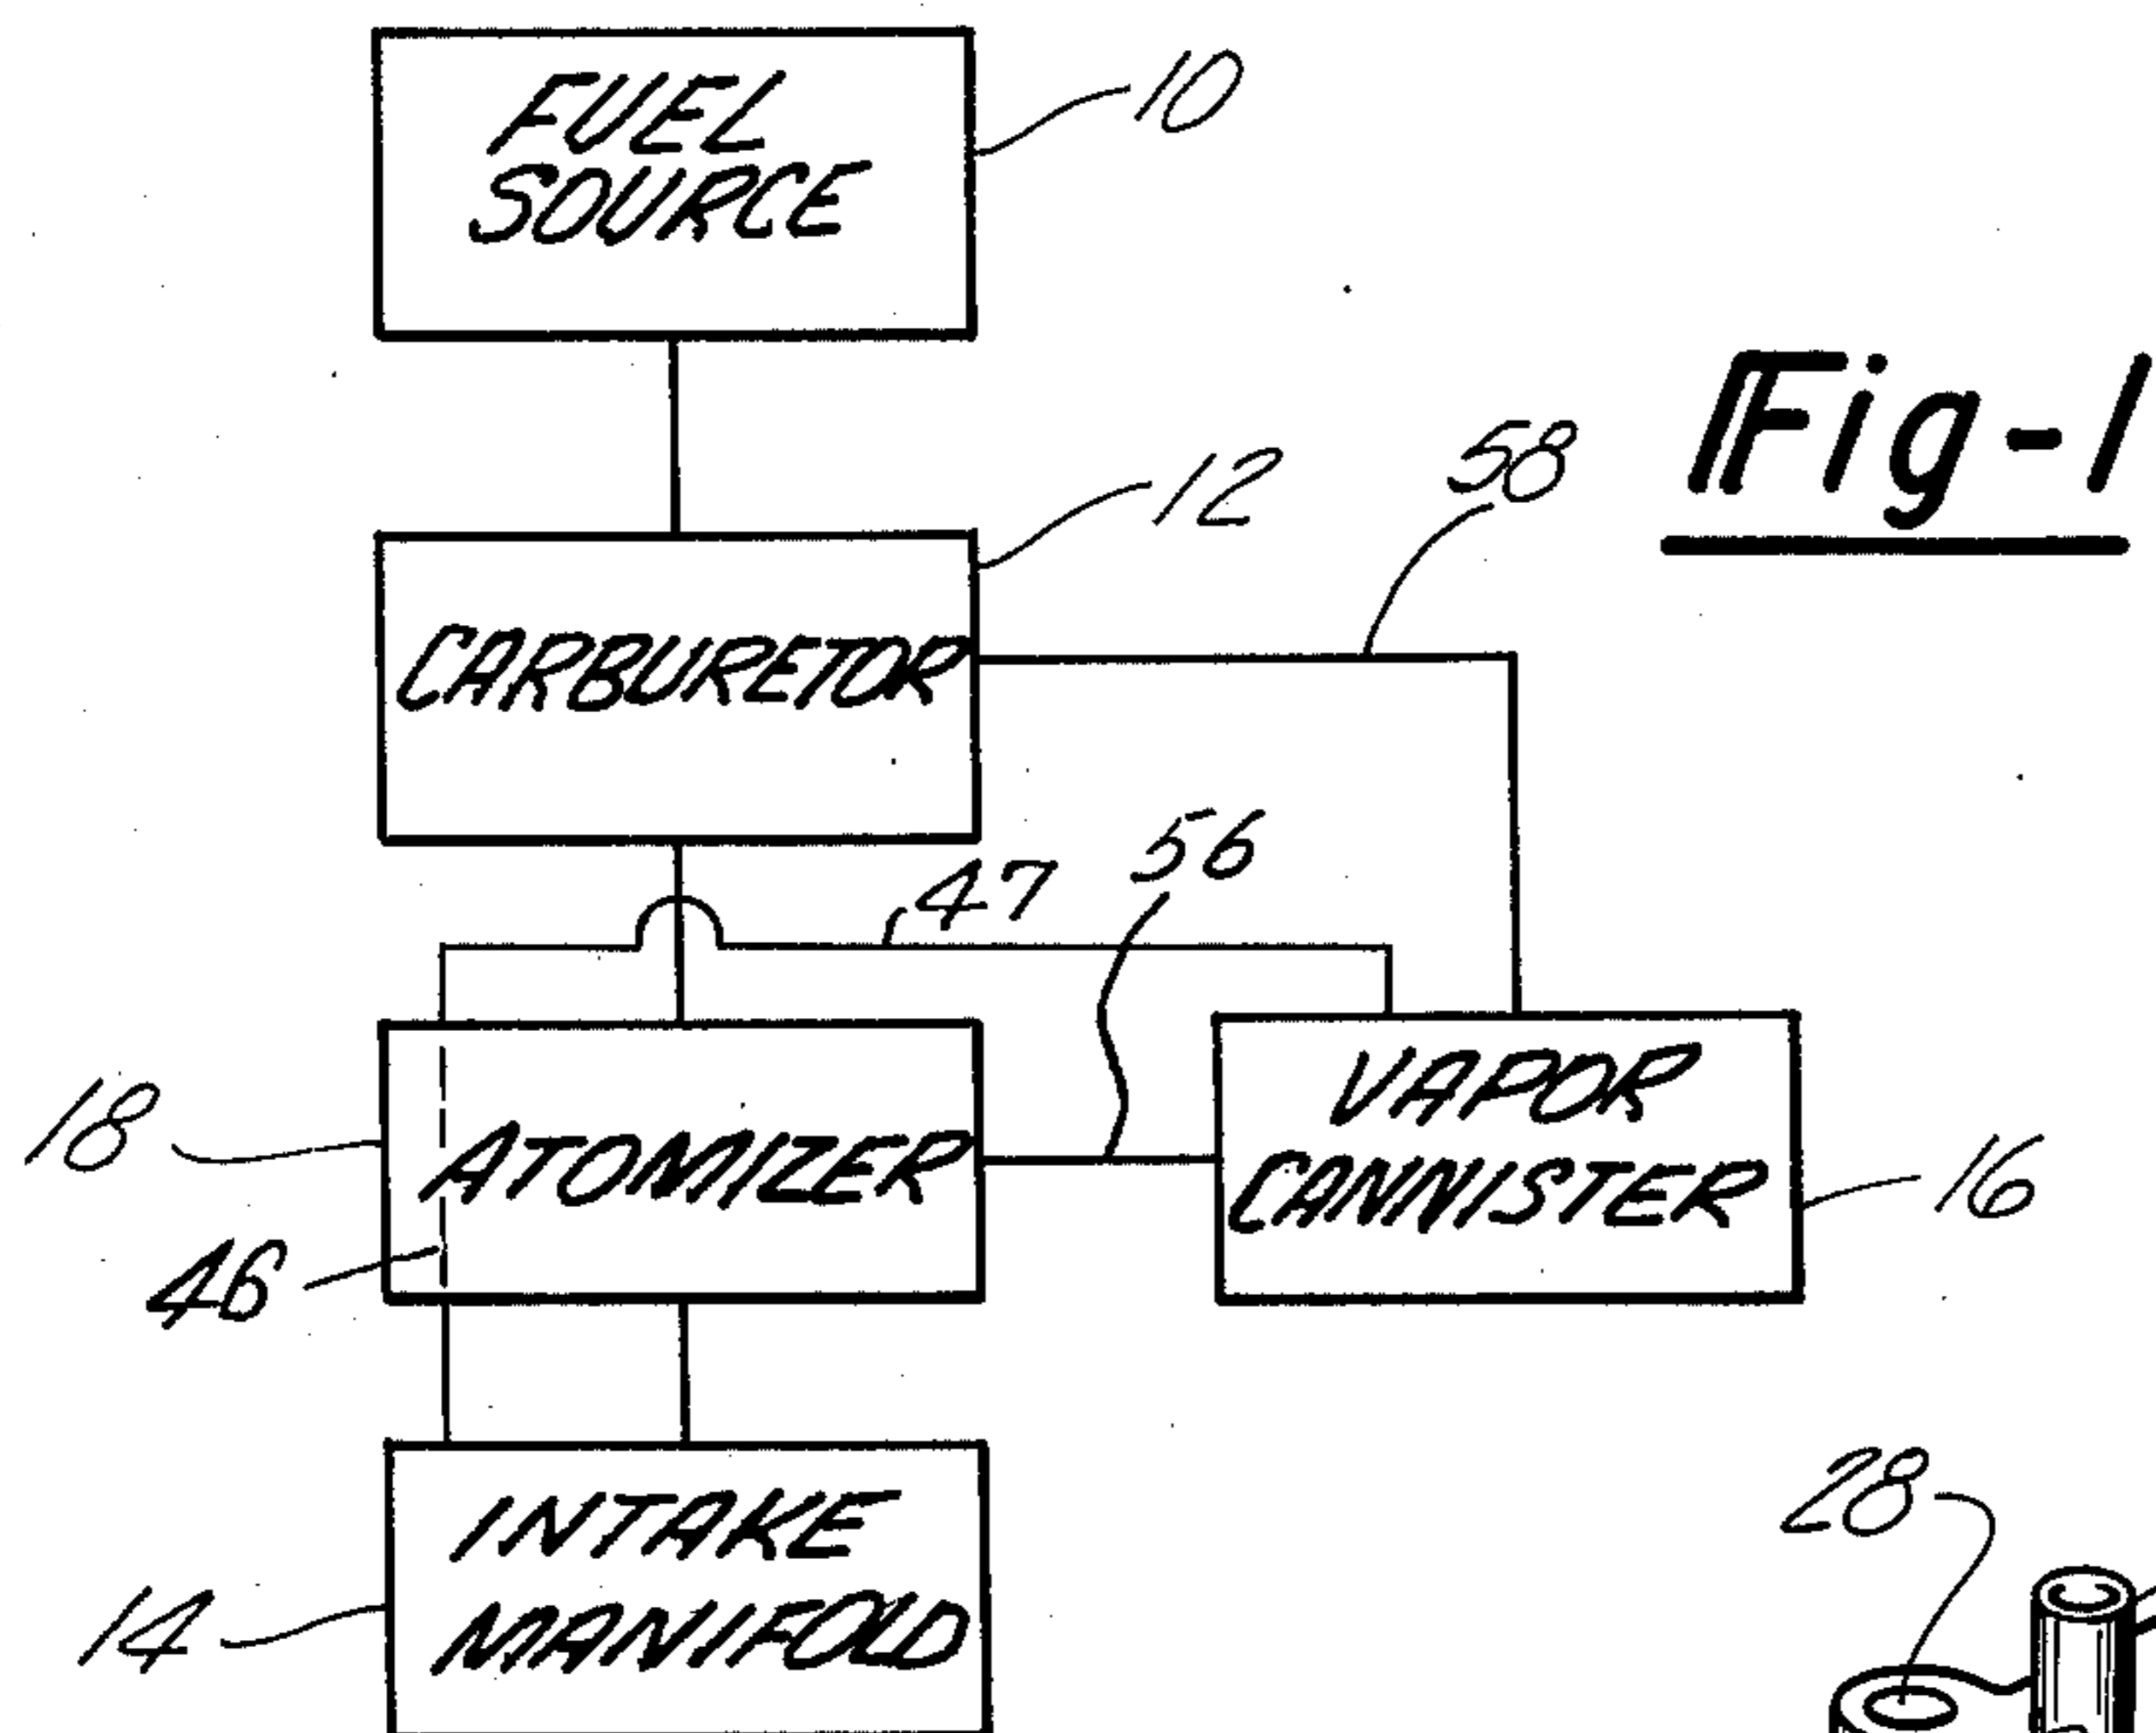 FUEL
SOURCE
10
Fig-1
12
58
CARBURETOR
56
47
18
ATOMIZER
VAPOR
CANNISTER
16
46
28
INTAKE
MANIFOLD
14